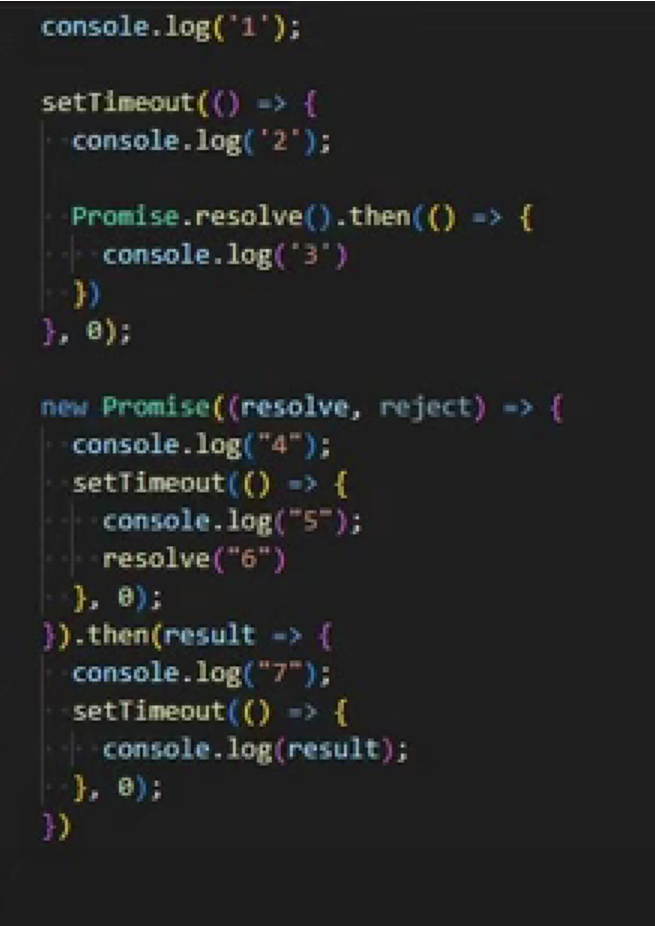 console.log('1');
setTimeout(() => {
console.log('2');
Promise.resolve().then(() => {
console.log('3')
})
}, 0);
new Promise((resolve, reject) => {
console.log("4");
setTimeout(() => {
console.log("5");
resolve("6")
}, 0);
}).then(result => {
console.log("7");
setTimeout(() => {
console.log(result);
}, 0);
})